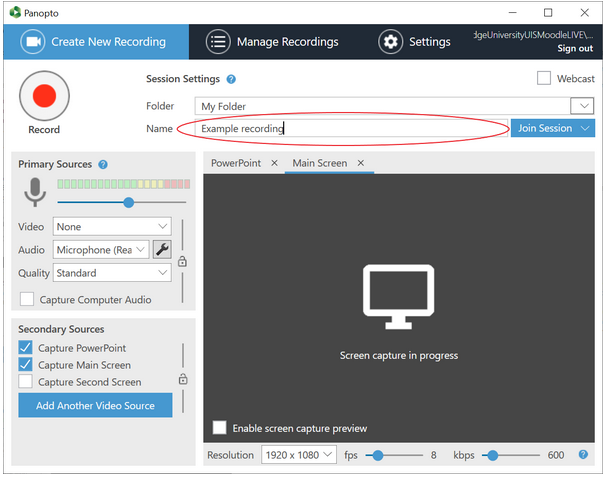 Panopto
Create New Recording
Manage Recordings
Settings
dgeUniversityUISMoodleLIVE\...
Sign out
Record
Session Settings ?
Webcast
Folder My Folder
Name Example recording
Join Session
Primary Sources ?
Video None
Audio Microphone (Rea
Quality Standard
Capture Computer Audio
Secondary Sources
Capture PowerPoint
Capture Main Screen
Capture Second Screen
Add Another Video Source
PowerPoint
Main Screen
Screen capture in progress
Enable screen capture preview
Resolution 1920 x 1080 fps 8 kbps 600 ?